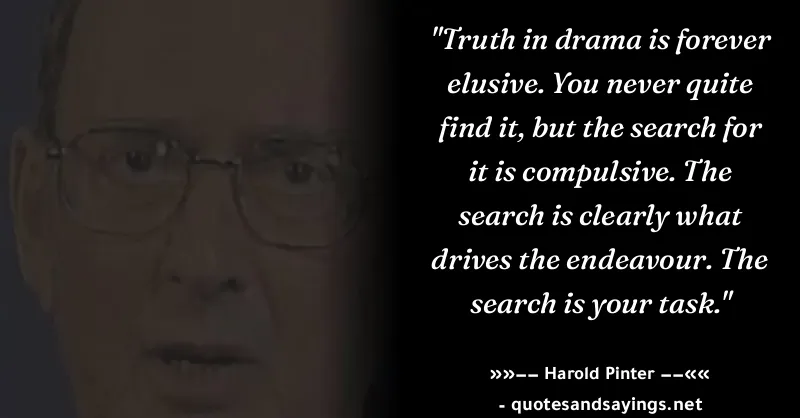 "Truth in drama is forever
elusive. You never quite
find it, but the search for
it is compulsive. The
search is clearly what
drives the endeavour. The
search is your task."
»»−− Harold Pinter −−««
- quotesandsayings.net